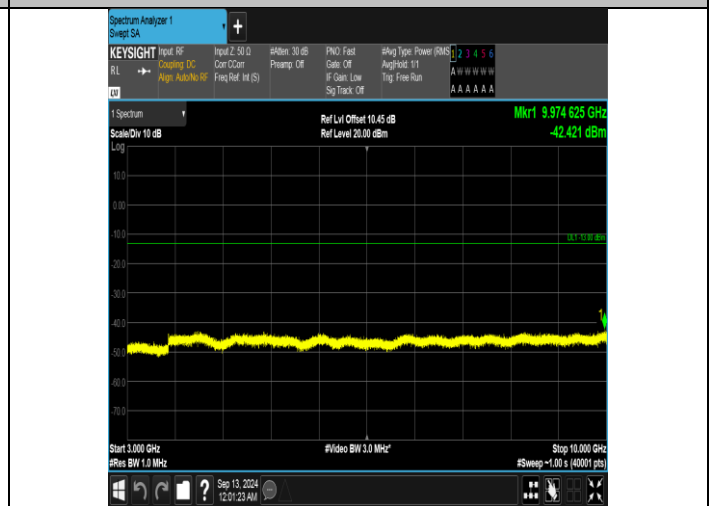 Spectrum Analyzer 1
Swept SA
+
KEYSIGHT
RL
LXI
Input: RF
Coupling: DC
Align: Auto/No RF
Input Z: 50 Ω
Corr CCorr
Freq Ref: Int (S)
#Atten: 30 dB
Preamp: Off
PNO: Fast
Gate: Off
IF Gain: Low
Sig Track: Off
#Avg Type: Power (RMS
Avg|Hold: 1/1
Trig: Free Run
1 2 3 4 5 6
A W W W W W
A A A A A A
1 Spectrum
Scale/Div 10 dB
Log
Ref Lvl Offset 10.45 dB
Ref Level 20.00 dBm
Mkr1 9.974 625 GHz
-42.421 dBm
10.0
0.00
-10.0
DL1 -13.00 dBm
-20.0
-30.0
-40.0
1
-50.0
-60.0
-70.0
Start 3.000 GHz
#Res BW 1.0 MHz
#Video BW 3.0 MHz*
Stop 10.000 GHz
#Sweep ~1.00 s (40001 pts)
?
Sep 13, 2024
12:01:23 AM